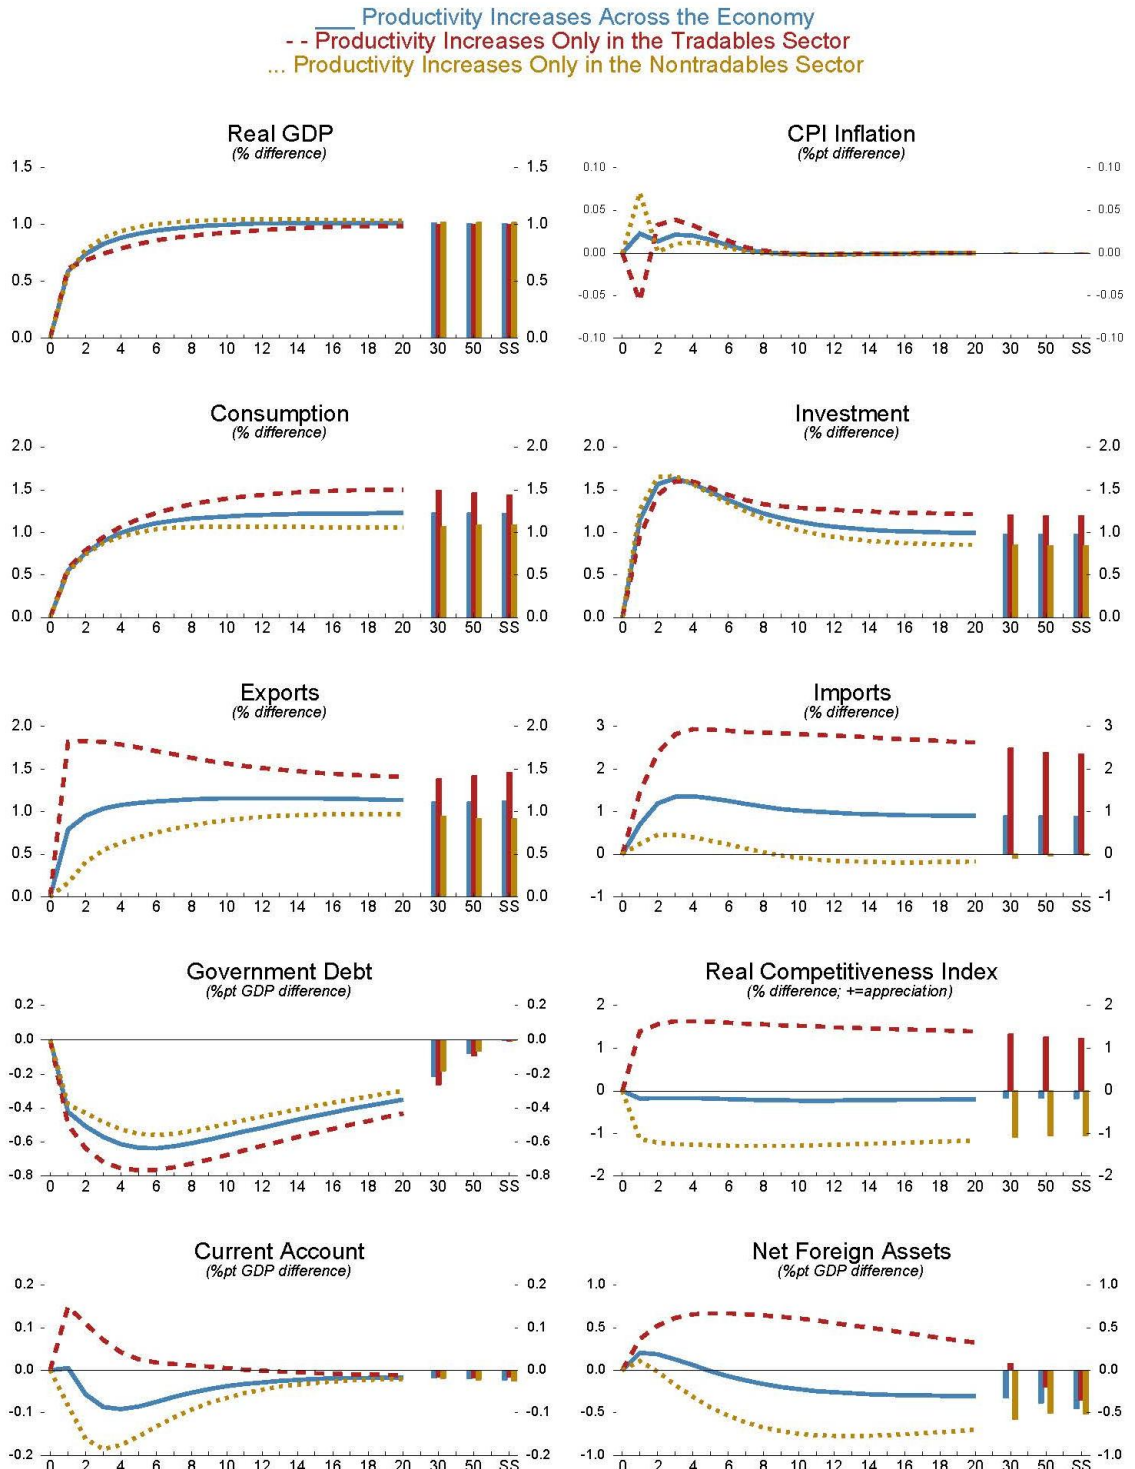 ___ Productivity Increases Across the Economy
- - Productivity Increases Only in the Tradables Sector
... Productivity Increases Only in the Nontradables Sector
Real GDP
(% difference)
1.5 1.5
1.0 1.0
0.5 0.5
0.0 0.0
0 2 4 6 8 10 12 14 16 18 20 30 50 SS
CPI Inflation
(%pt difference)
0.10 0.10
0.05 0.05
0.00 0.00
-0.05 -0.05
-0.10 -0.10
0 2 4 6 8 10 12 14 16 18 20 30 50 SS
Consumption
(% difference)
2.0 2.0
1.5 1.5
1.0 1.0
0.5 0.5
0.0 0.0
0 2 4 6 8 10 12 14 16 18 20 30 50 SS
Investment
(% difference)
2.0 2.0
1.5 1.5
1.0 1.0
0.5 0.5
0.0 0.0
0 2 4 6 8 10 12 14 16 18 20 30 50 SS
Exports
(% difference)
2.0 2.0
1.5 1.5
1.0 1.0
0.5 0.5
0.0 0.0
0 2 4 6 8 10 12 14 16 18 20 30 50 SS
Imports
(% difference)
3 3
2 2
1 1
0 0
-1 -1
0 2 4 6 8 10 12 14 16 18 20 30 50 SS
Government Debt
(%pt GDP difference)
0.2 0.2
0.0 0.0
-0.2 -0.2
-0.4 -0.4
-0.6 -0.6
-0.8 -0.8
0 2 4 6 8 10 12 14 16 18 20 30 50 SS
Real Competitiveness Index
(% difference; +=appreciation)
2 2
1 1
0 0
-1 -1
-2 -2
0 2 4 6 8 10 12 14 16 18 20 30 50 SS
Current Account
(%pt GDP difference)
0.2 0.2
0.1 0.1
0.0 0.0
-0.1 -0.1
-0.2 -0.2
0 2 4 6 8 10 12 14 16 18 20 30 50 SS
Net Foreign Assets
(%pt GDP difference)
1.0 1.0
0.5 0.5
0.0 0.0
-0.5 -0.5
-1.0 -1.0
0 2 4 6 8 10 12 14 16 18 20 30 50 SS